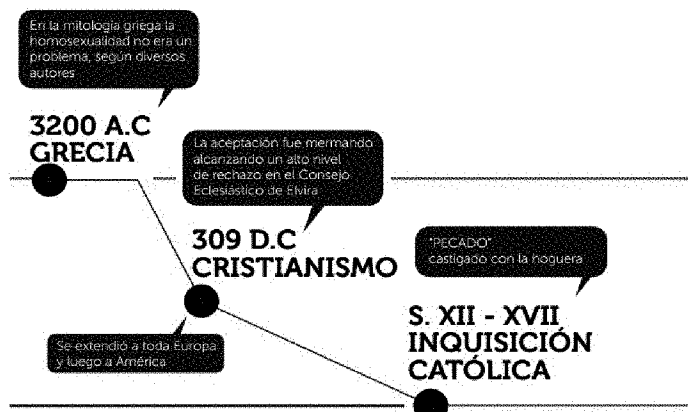 En la mitología griega la
homosexualidad no era un
problema, según diversos
autores
3200 A.C
GRECIA
La aceptación fue mermando
alcanzando un alto nivel
de rechazo en el Consejo
Eclesiástico de Elvira
309 D.C
CRISTIANISMO
Se extendió a toda Europa
y luego a América
"PECADO"
castigado con la hoguera
S. XII - XVII
INQUISICIÓN
CATÓLICA